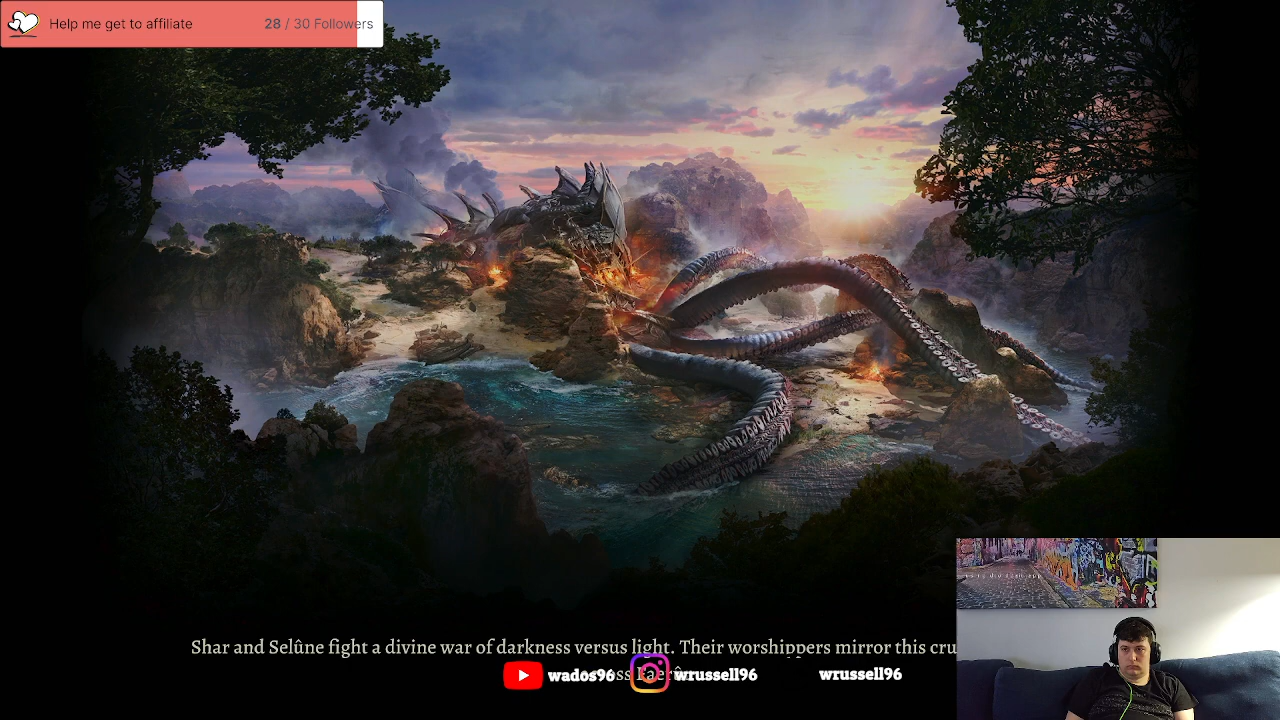 Help me get to affiliate 28 / 30 Followers
Shar and Selûne fight a divine war of darkness versus light. Their worshippers mirror this
wados96 wrussell96 wrussell96